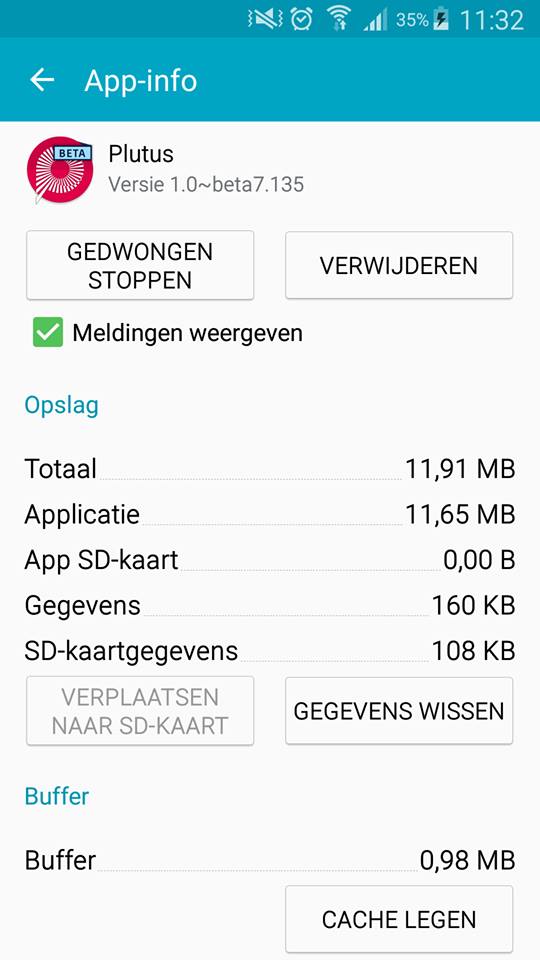 35% 11:32
App-info
BETA
Plutus
Versie 1.0~beta7.135
GEDWONGEN
STOPPEN
VERWIJDEREN
Meldingen weergeven
Opslag
Totaal 11,91 MB
Applicatie 11,65 MB
App SD-kaart 0,00 B
Gegevens 160 KB
SD-kaartgegevens 108 KB
VERPLAATSEN
NAAR SD-KAART
GEGEVENS WISSEN
Buffer
Buffer 0,98 MB
CACHE LEGEN